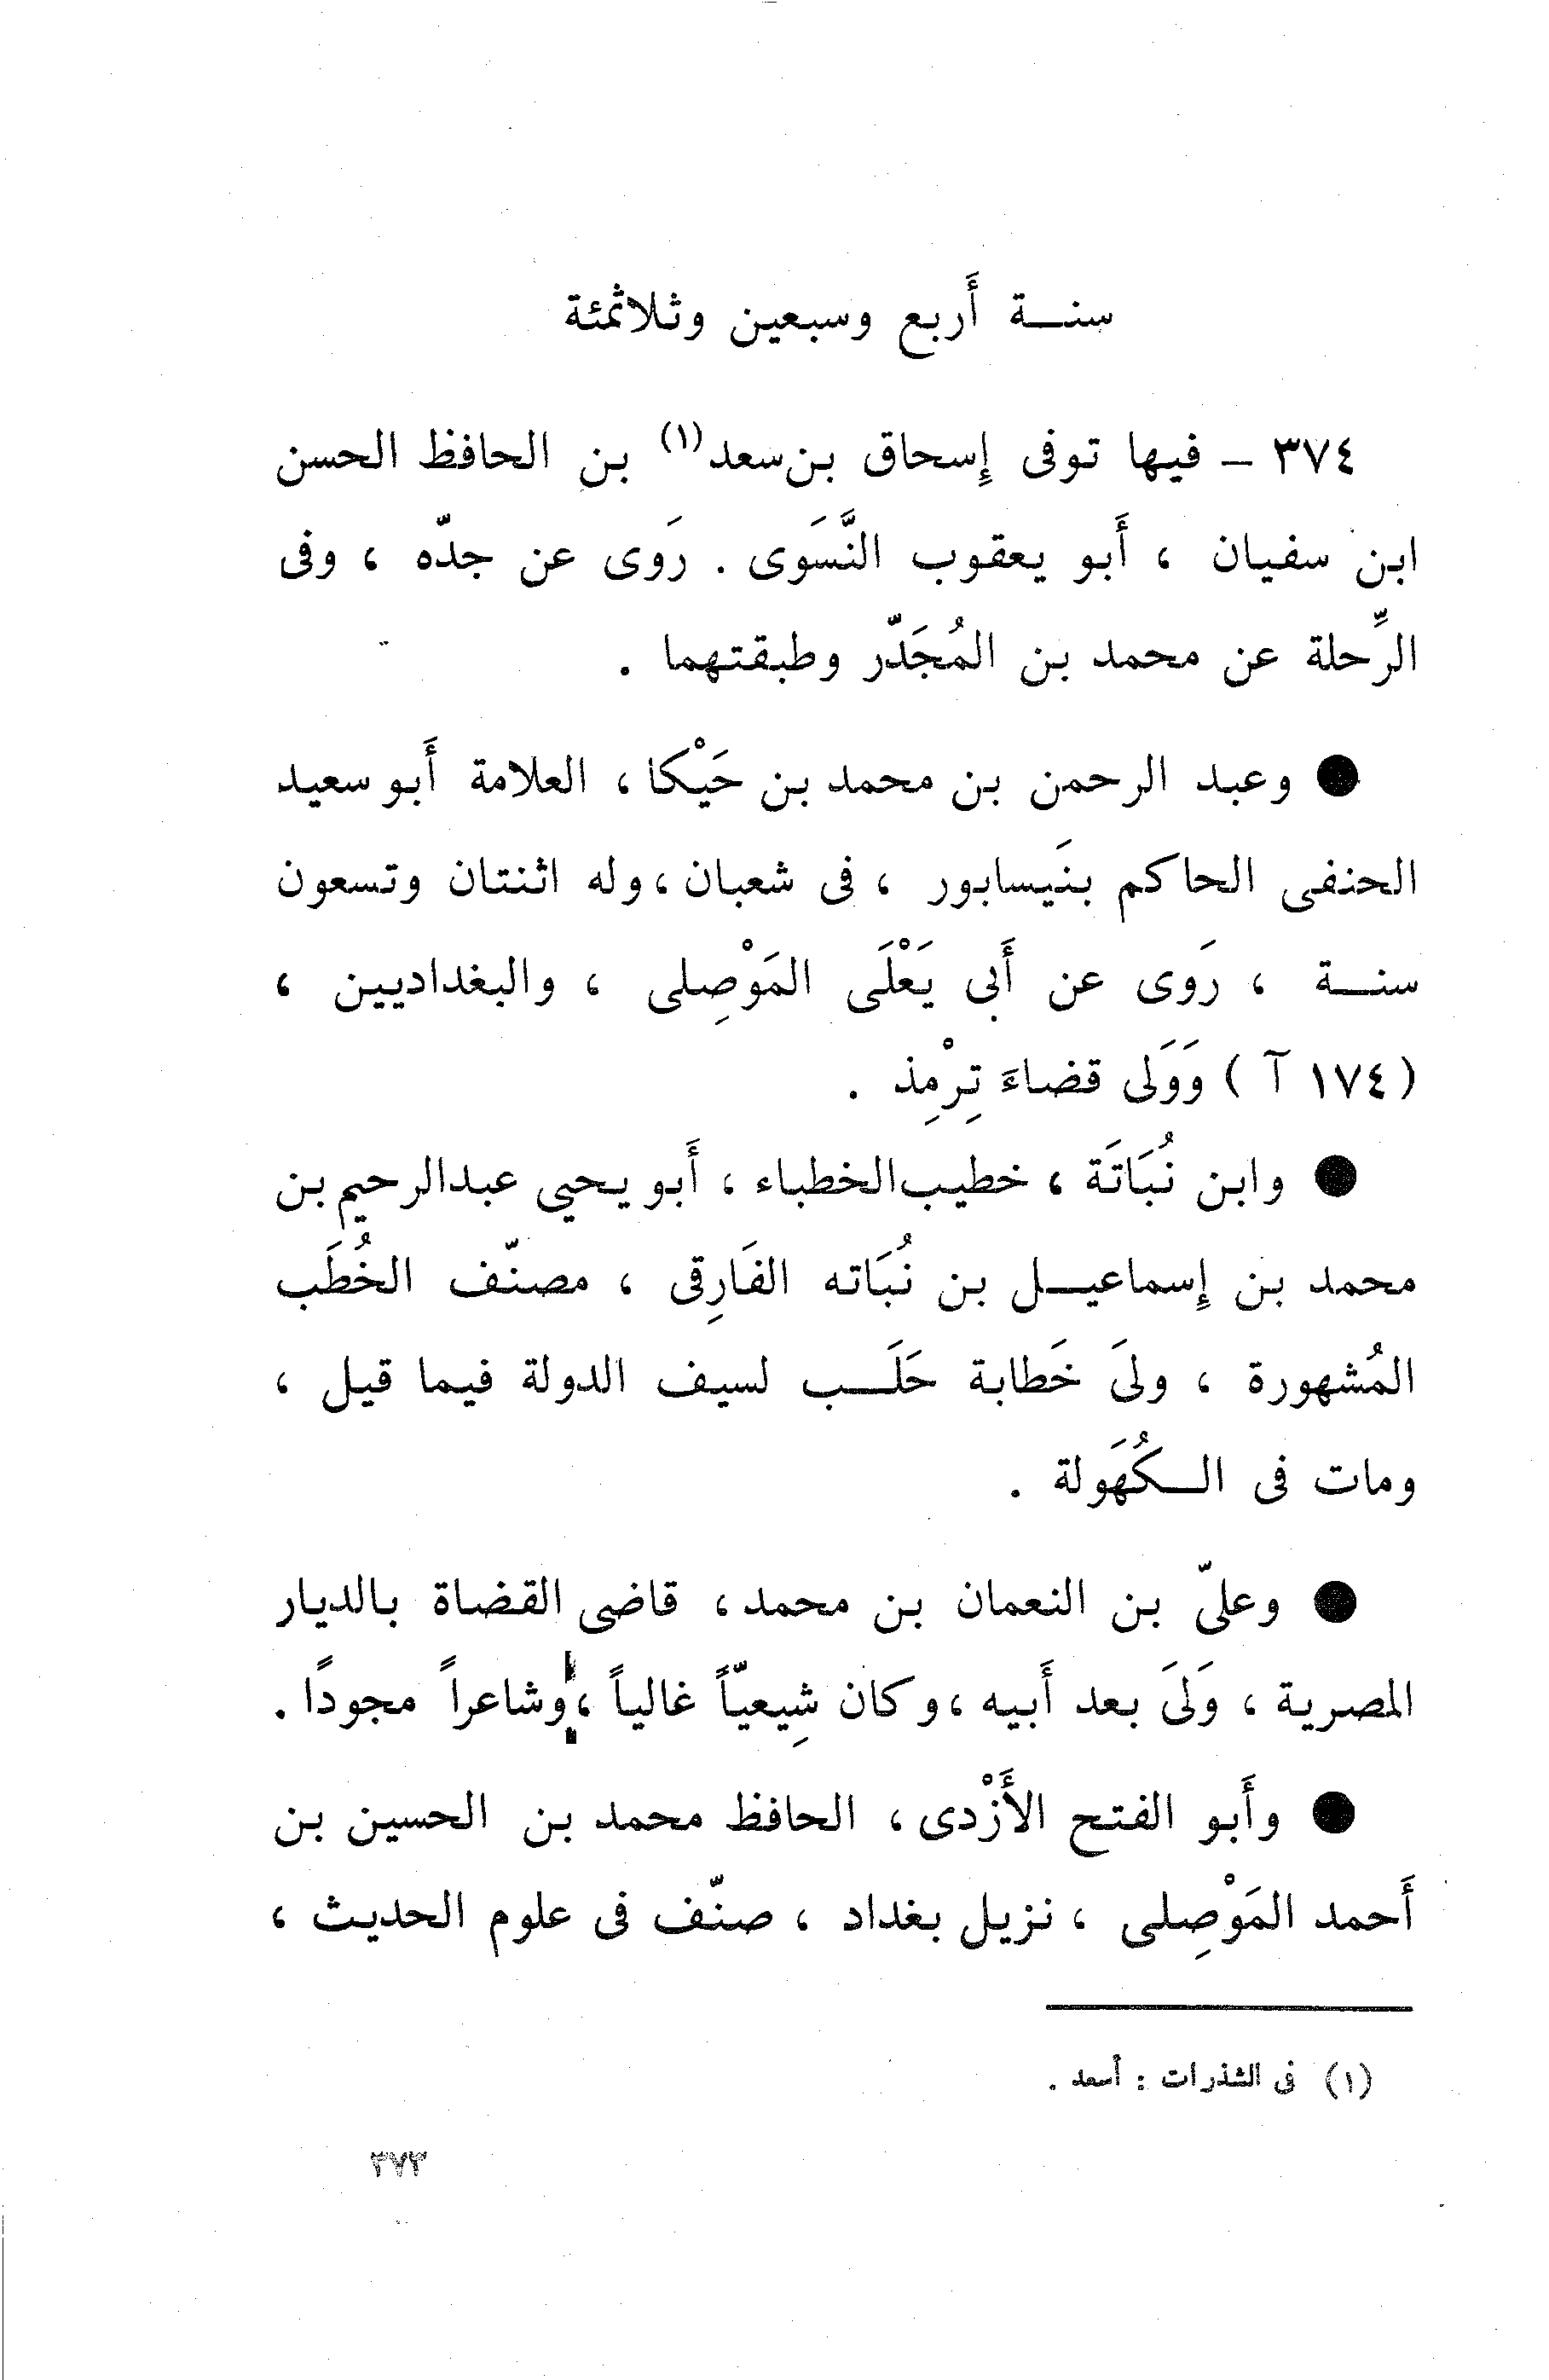 سنـــة أَربع وسبعين وثلاثمئة
٣٧٤ – فيها توفى إسحاق بن سعد(١) بن الحافظ الحسن
ابن سفيان ، أَبو يعقوب النَّسَوى . رَوى عن جدّه ، وفى
الرِّحلة عن محمد بن المُجَدّر وطبقتهما .
● وعبد الرحمن بن محمد بن حَيْكا ، العلامة أَبو سعيد
الحنفى الحاكم بنَيسابور ، فى شعبان ، وله اثنتان وتسعون
سنـــة ، رَوى عن أَبى يَعْلَى المَوْصِلى ، والبغداديين ،
( ١٧٤ آ ) وَوَلى قضاءَ تِرْمِذ .
● وابن نُبَاتَة ، خطيب الخطباء ، أَبو يحيى عبدالرحيم بن
محمد بن إسماعيـــل بن نُبَاته الفَارِقى ، مصنّف الخُطَب
المُشهورة ، ولىَ خَطابة حَلَـــب لسيف الدولة فيما قيل ،
ومات فى الـــكُهَولة .
● وعلىّ بن النعمان بن محمد ، قاضى القضاة بالديار
المصرية ، وَلىَ بعد أَبيه ، وكان شِيعيّاً غالياً ، وشاعراً مجودًا .
● وأَبو الفتح الأَزْدى ، الحافظ محمد بن الحسين بن
أَحمد المَوْصِلى ، نزيل بغداد ، صنّف فى علوم الحديث ،
(١) فى الشذرات : أسعد .
٣٧٣